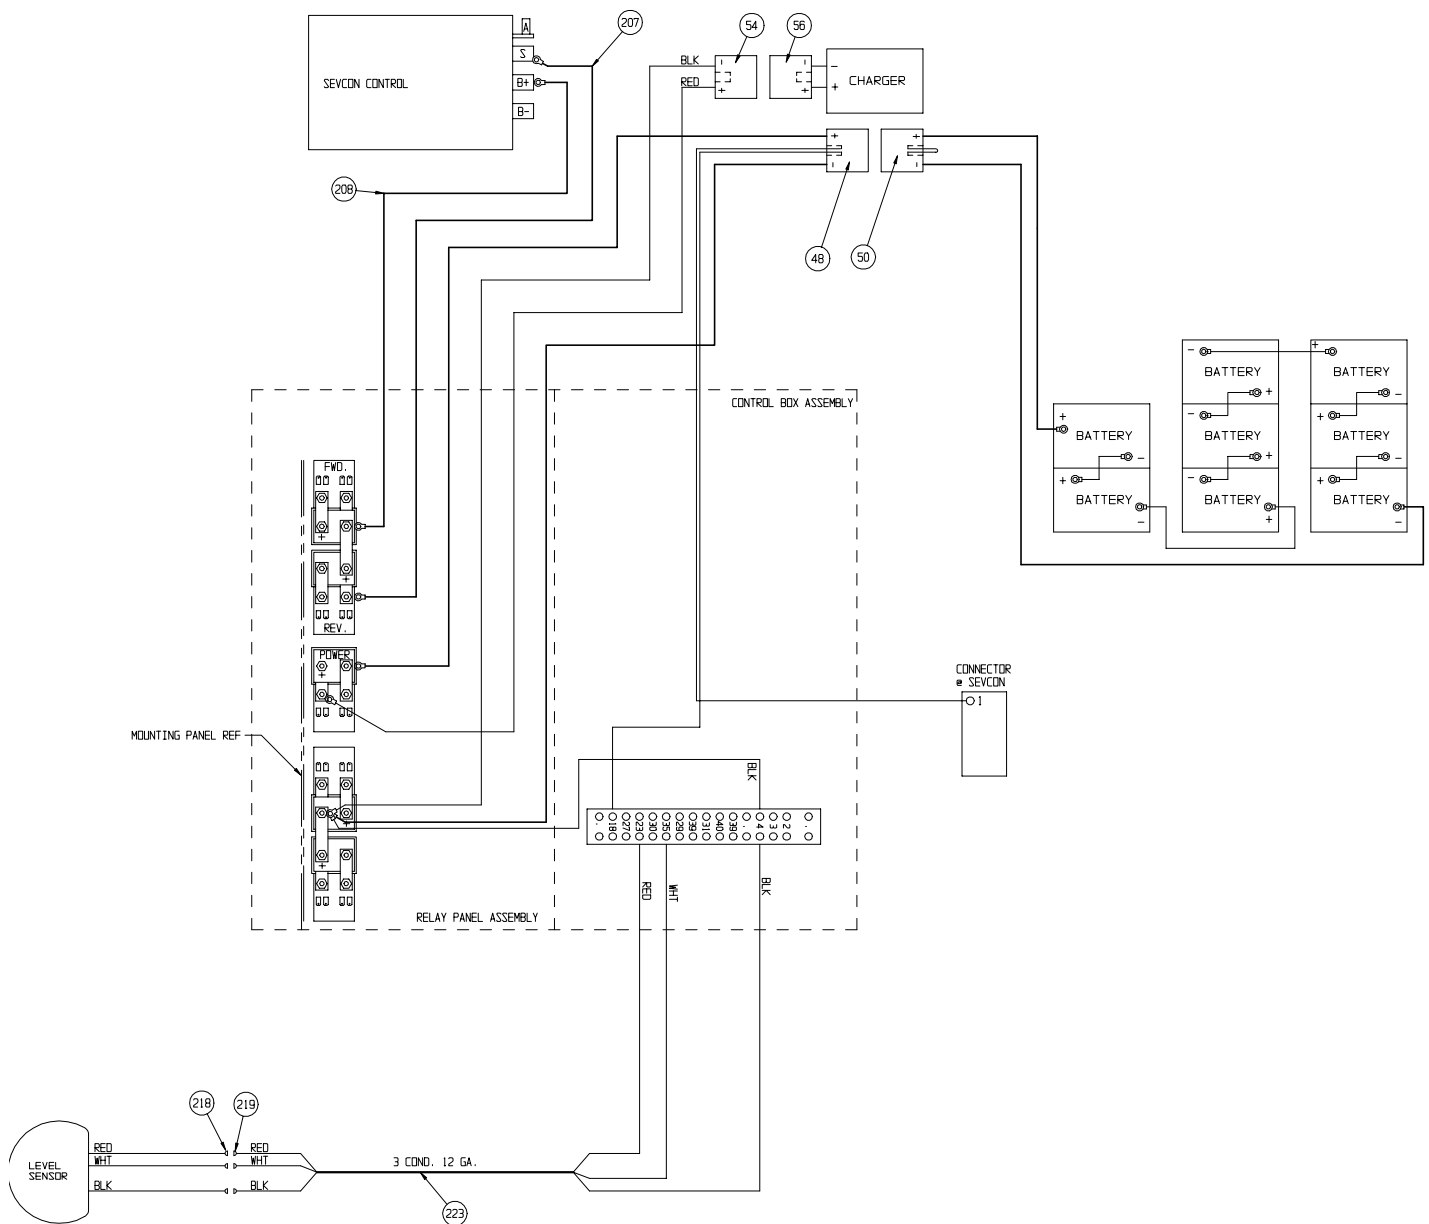 A
S
B+
B-
SEVCON CONTROL
207
208
54
56
BLK
RED
-
+
-
+
-
+
CHARGER
+
-
+
-
48
50
- BATTERY +
- BATTERY +
- BATTERY +
+ BATTERY -
+ BATTERY -
+ BATTERY -
+ BATTERY -
+ BATTERY -
CONTROL BOX ASSEMBLY
FWD.
+
+
REV.
POWER
+
+
+
MOUNTING PANEL REF
RELAY PANEL ASSEMBLY
CONNECTOR
@ SEVCON
1
BLK
. 18 27 23 30 35 29 39 31 40 39 . 4 3 2 .
RED
WHT
BLK
218
219
LEVEL
SENSOR
RED
WHT
BLK
RED
WHT
BLK
3 COND. 12 GA.
223